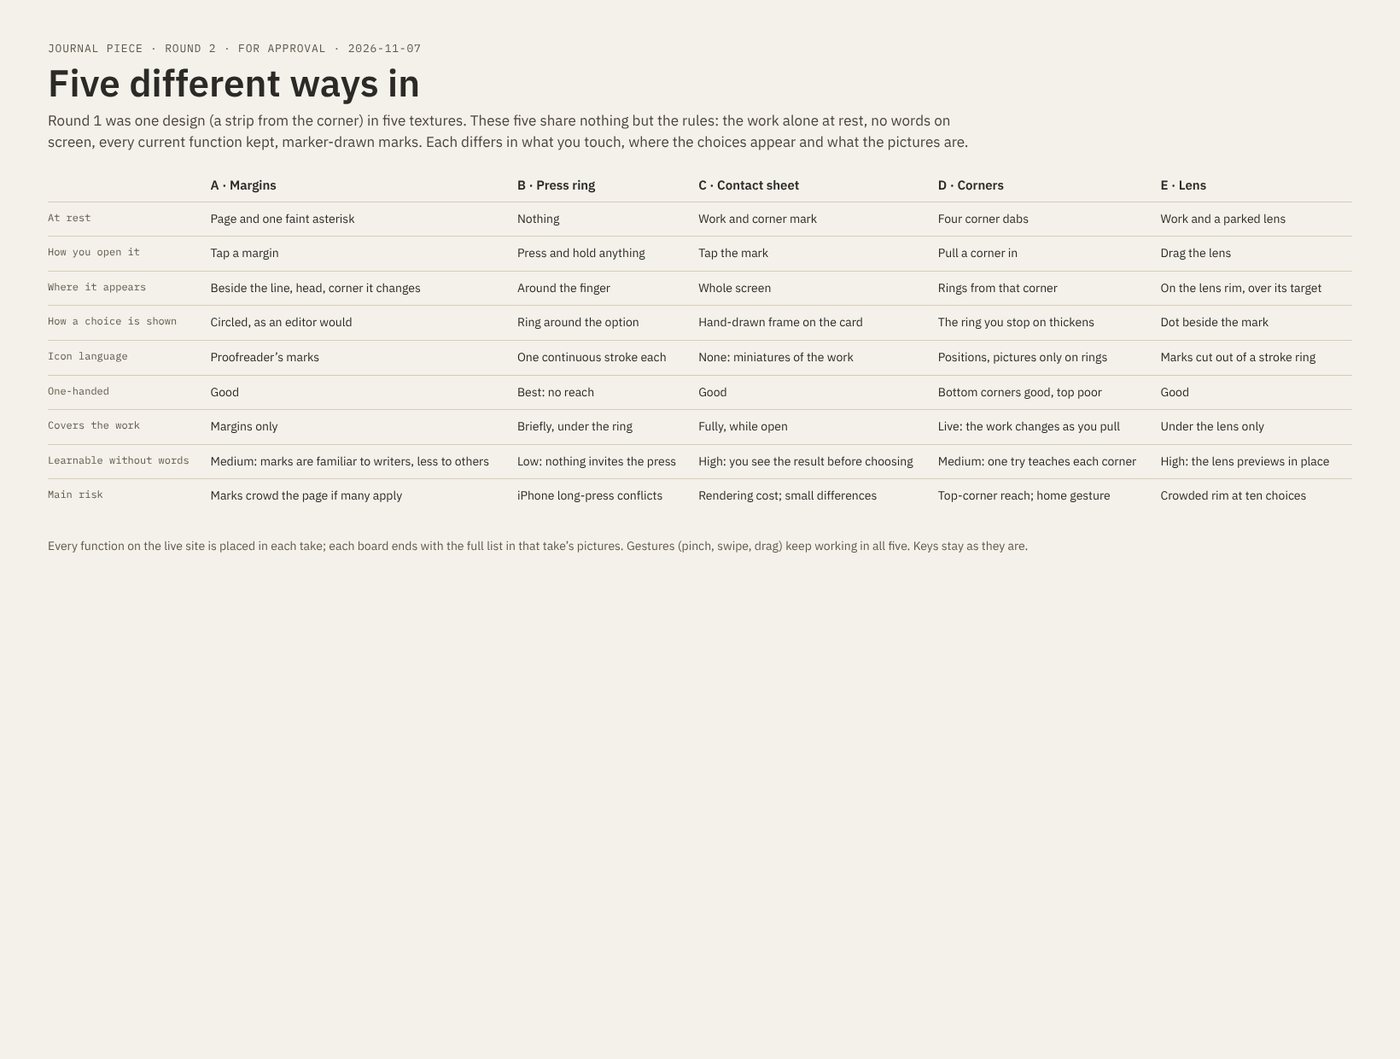 JOURNAL PIECE · ROUND 2 · FOR APPROVAL · 2026-11-07
Five different ways in
Round 1 was one design (a strip from the corner) in five textures. These five share nothing but the rules: the work alone at rest, no words on
screen, every current function kept, marker-drawn marks. Each differs in what you touch, where the choices appear and what the pictures are.
A · Margins B · Press ring C · Contact sheet D · Corners E · Lens
At rest Page and one faint asterisk Nothing Work and corner mark Four corner dabs Work and a parked lens
How you open it Tap a margin Press and hold anything Tap the mark Pull a corner in Drag the lens
Where it appears Beside the line, head, corner it changes Around the finger Whole screen Rings from that corner On the lens rim, over its target
How a choice is shown Circled, as an editor would Ring around the option Hand-drawn frame on the card The ring you stop on thickens Dot beside the mark
Icon language Proofreader’s marks One continuous stroke each None: miniatures of the work Positions, pictures only on rings Marks cut out of a stroke ring
One-handed Good Best: no reach Good Bottom corners good, top poor Good
Covers the work Margins only Briefly, under the ring Fully, while open Live: the work changes as you pull Under the lens only
Learnable without words Medium: marks are familiar to writers, less to others Low: nothing invites the press High: you see the result before choosing Medium: one try teaches each corner High: the lens previews in place
Main risk Marks crowd the page if many apply iPhone long-press conflicts Rendering cost; small differences Top-corner reach; home gesture Crowded rim at ten choices
Every function on the live site is placed in each take; each board ends with the full list in that take’s pictures. Gestures (pinch, swipe, drag) keep working in all five. Keys stay as they are.